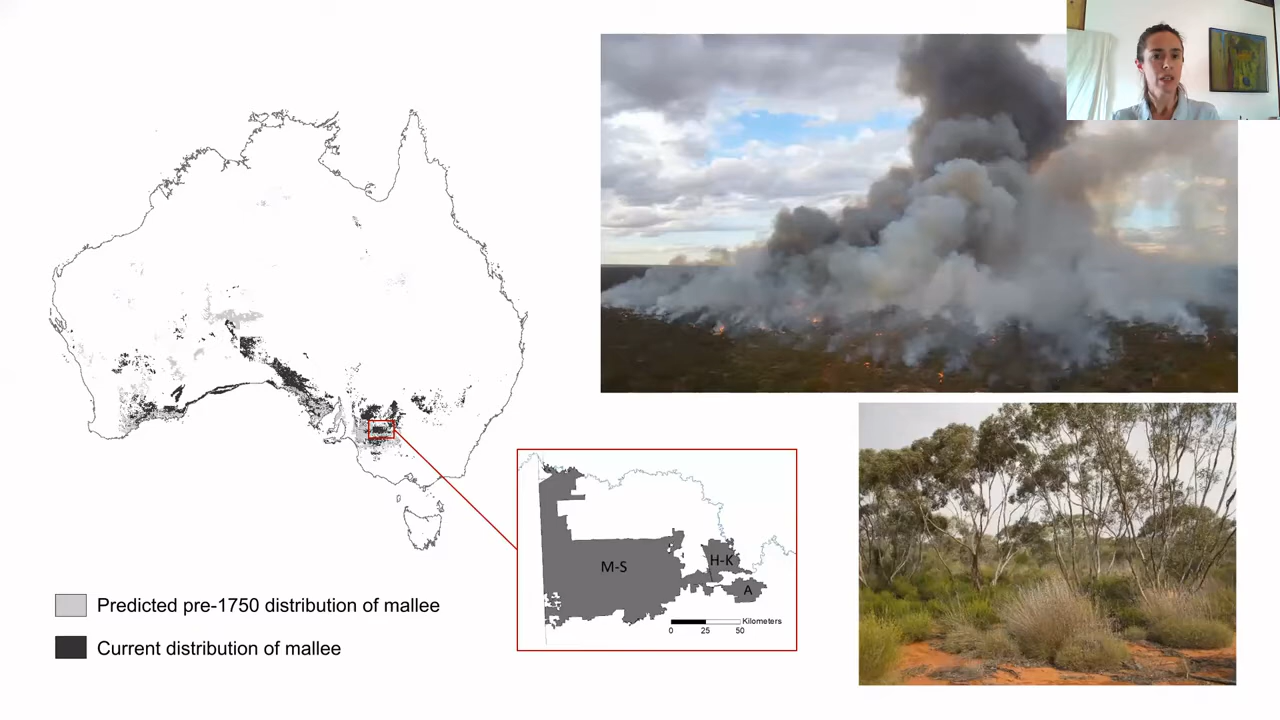 Predicted pre-1750 distribution of mallee
Current distribution of mallee
M-S
H-K
A
Kilometers
0 25 50